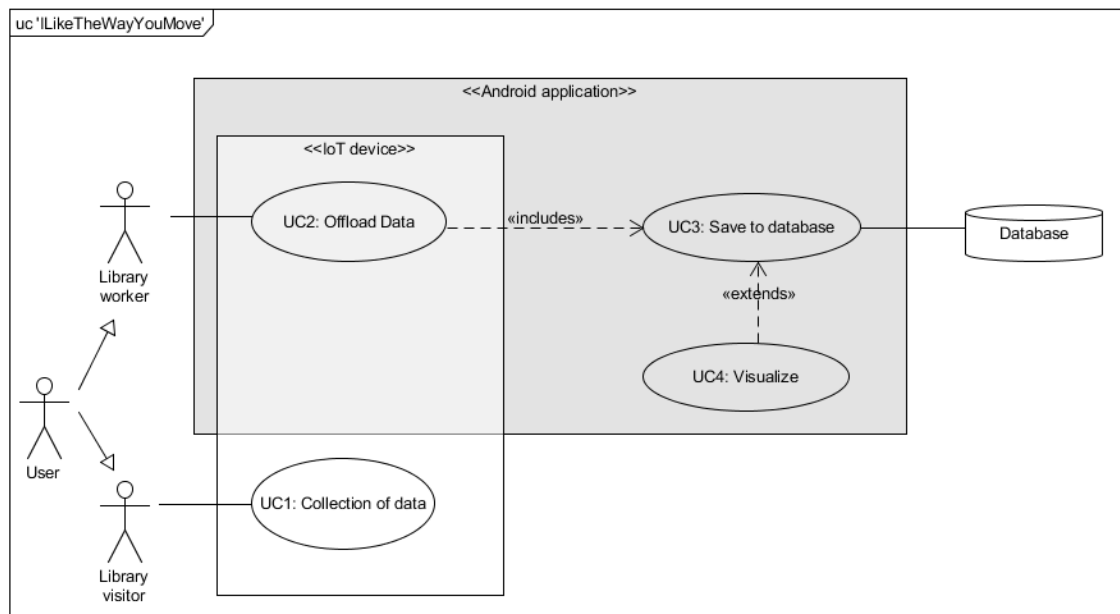 uc 'ILikeTheWayYouMove'
<<Android application>>
<<IoT device>>
UC2: Offload Data
«includes»
UC3: Save to database
Database
Library
worker
«extends»
UC4: Visualize
User
UC1: Collection of data
Library
visitor